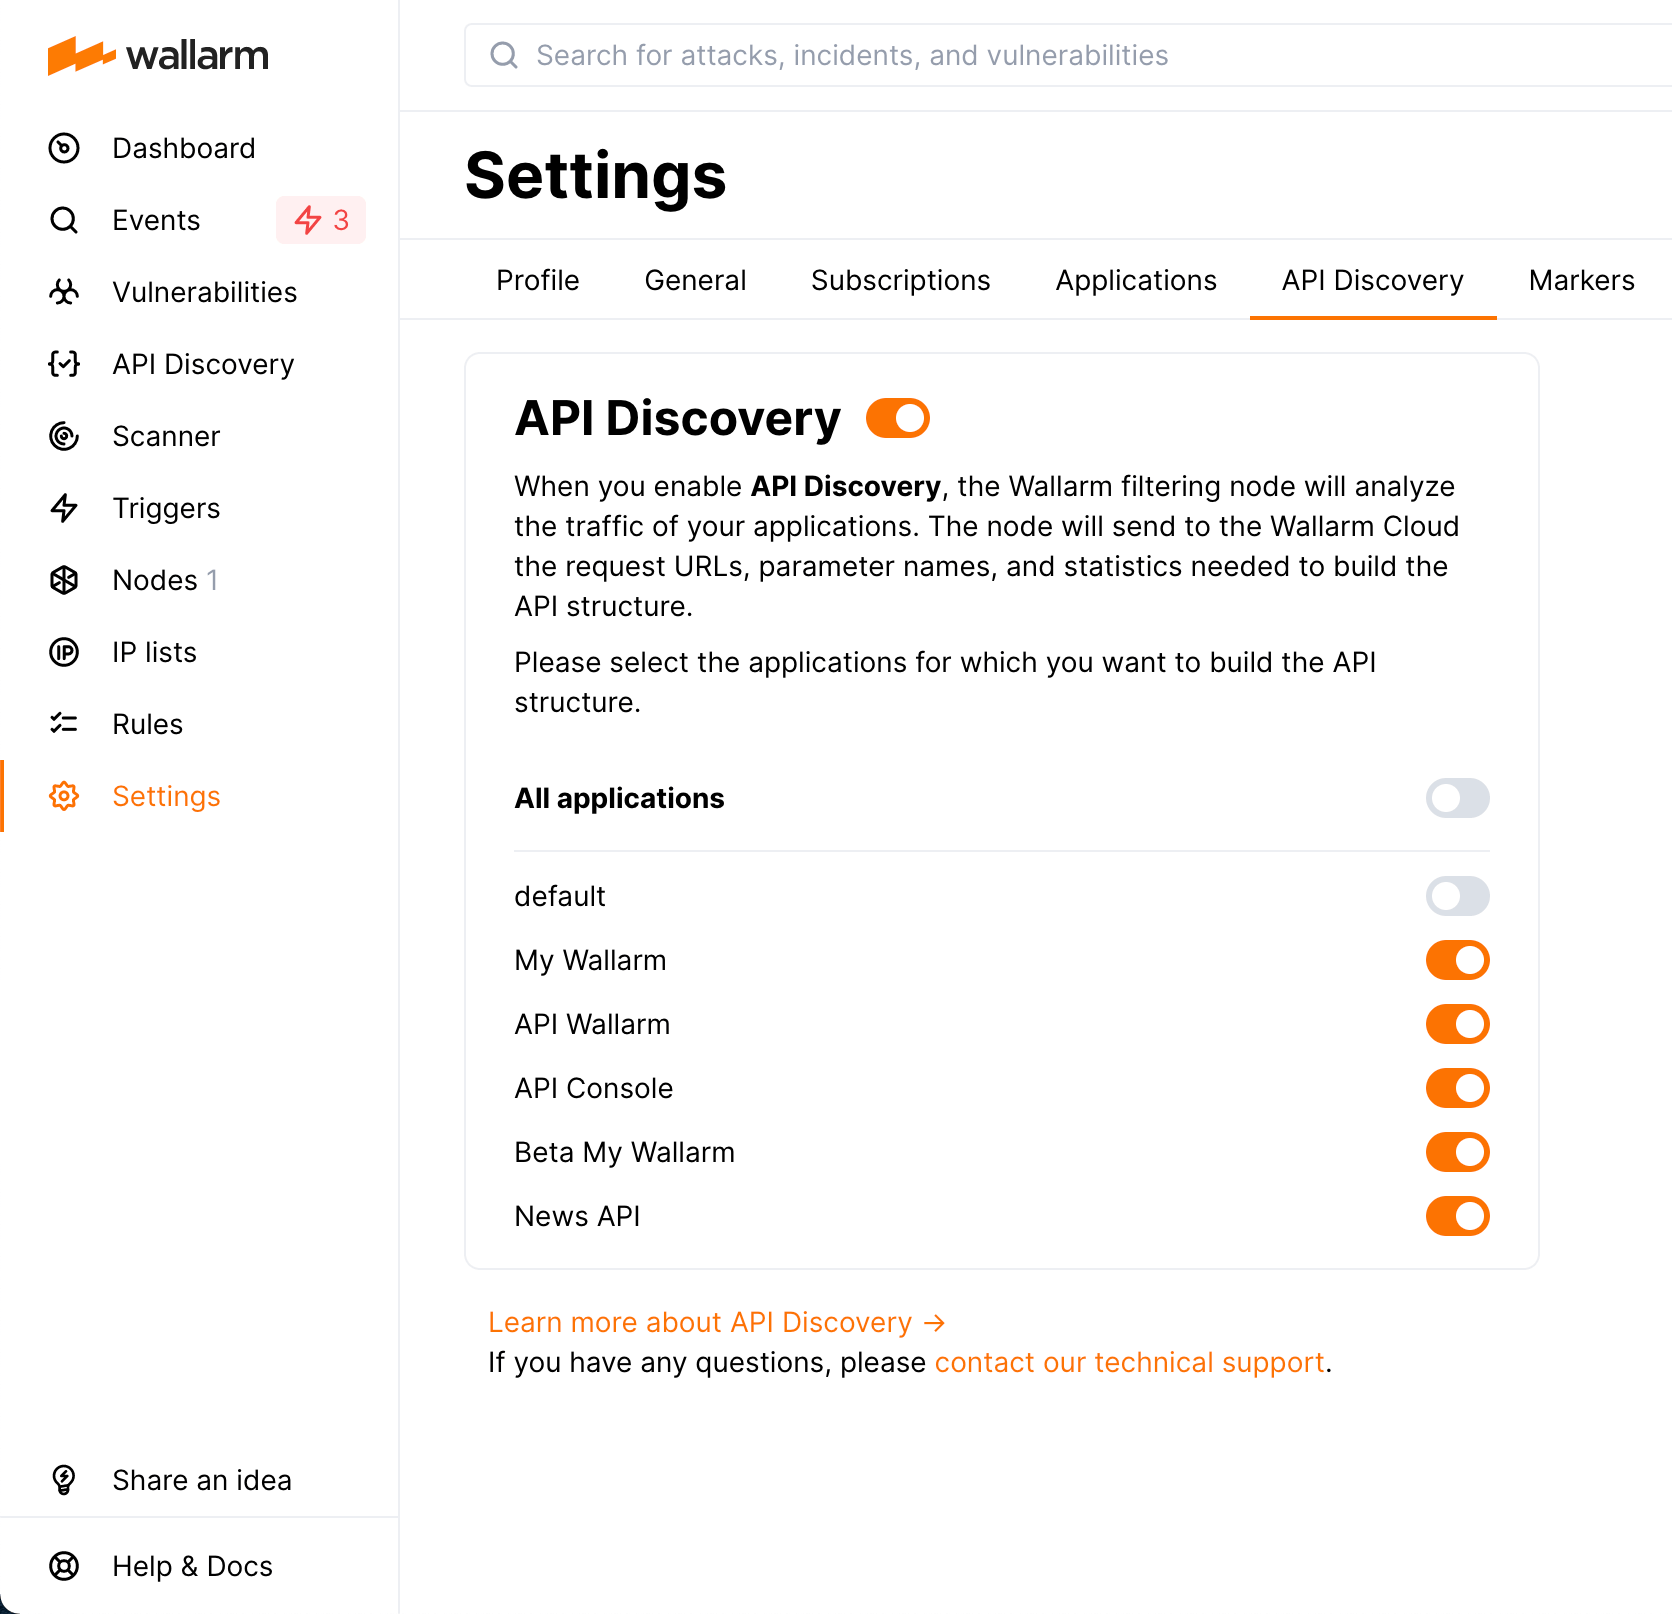 wallarm
Search for attacks, incidents, and vulnerabilities
Dashboard
Events 3
Vulnerabilities
API Discovery
Scanner
Triggers
Nodes 1
IP lists
Rules
Settings
Share an idea
Help & Docs
Settings
Profile General Subscriptions Applications API Discovery Markers
API Discovery
When you enable API Discovery, the Wallarm filtering node will analyze
the traffic of your applications. The node will send to the Wallarm Cloud
the request URLs, parameter names, and statistics needed to build the
API structure.
Please select the applications for which you want to build the API
structure.
All applications
default
My Wallarm
API Wallarm
API Console
Beta My Wallarm
News API
Learn more about API Discovery →
If you have any questions, please contact our technical support.